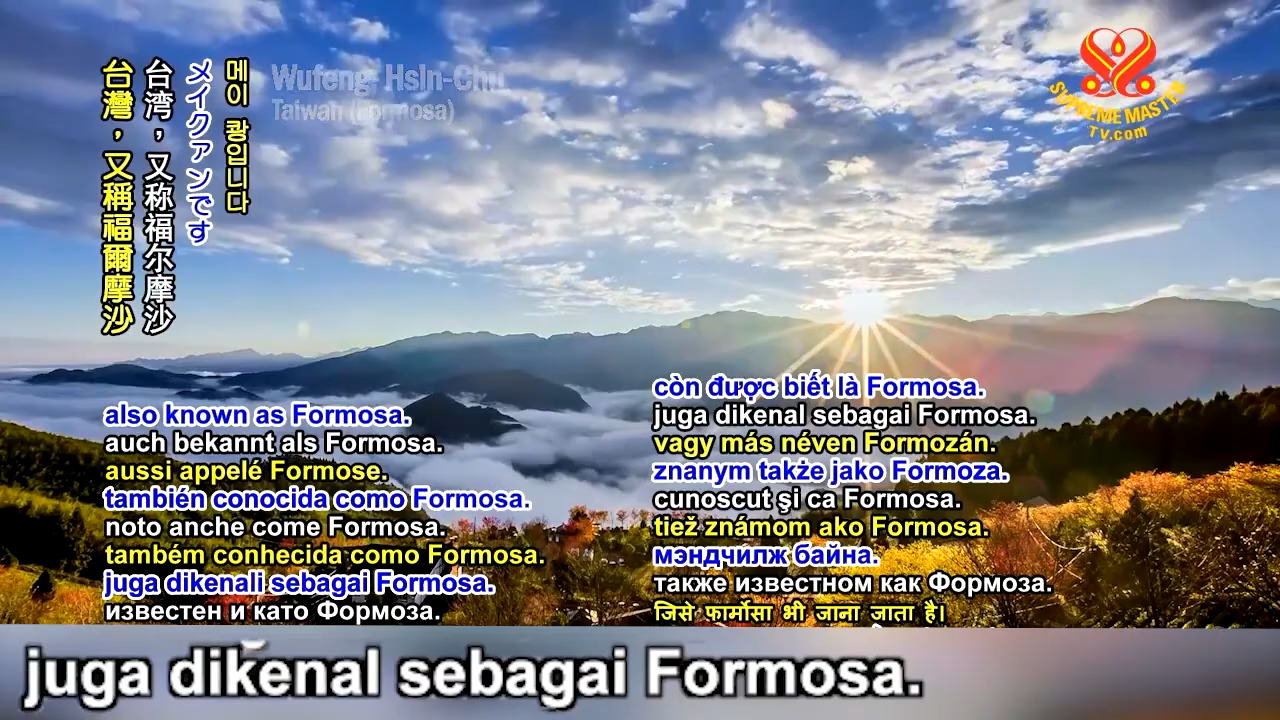 台灣，又稱福爾摩沙
台湾，又称福尔摩沙
メイクァンです
메이 쾅입니다
Wufeng, Hsin-Chu
Taiwan (Formosa)
SUPREME MASTER
TV.com
also known as Formosa.
auch bekannt als Formosa.
aussi appelé Formose.
también conocida como Formosa.
noto anche come Formosa.
também conhecida como Formosa.
juga dikenali sebagai Formosa.
известен и като Формоза.
còn được biết là Formosa.
juga dikenal sebagai Formosa.
vagy más néven Formozán.
znanym także jako Formoza.
cunoscut şi ca Formosa.
tiež známom ako Formosa.
мэндчилж байна.
также известном как Формоза.
जिसे फार्मोसा भी जाना जाता है।
juga dikenal sebagai Formosa.